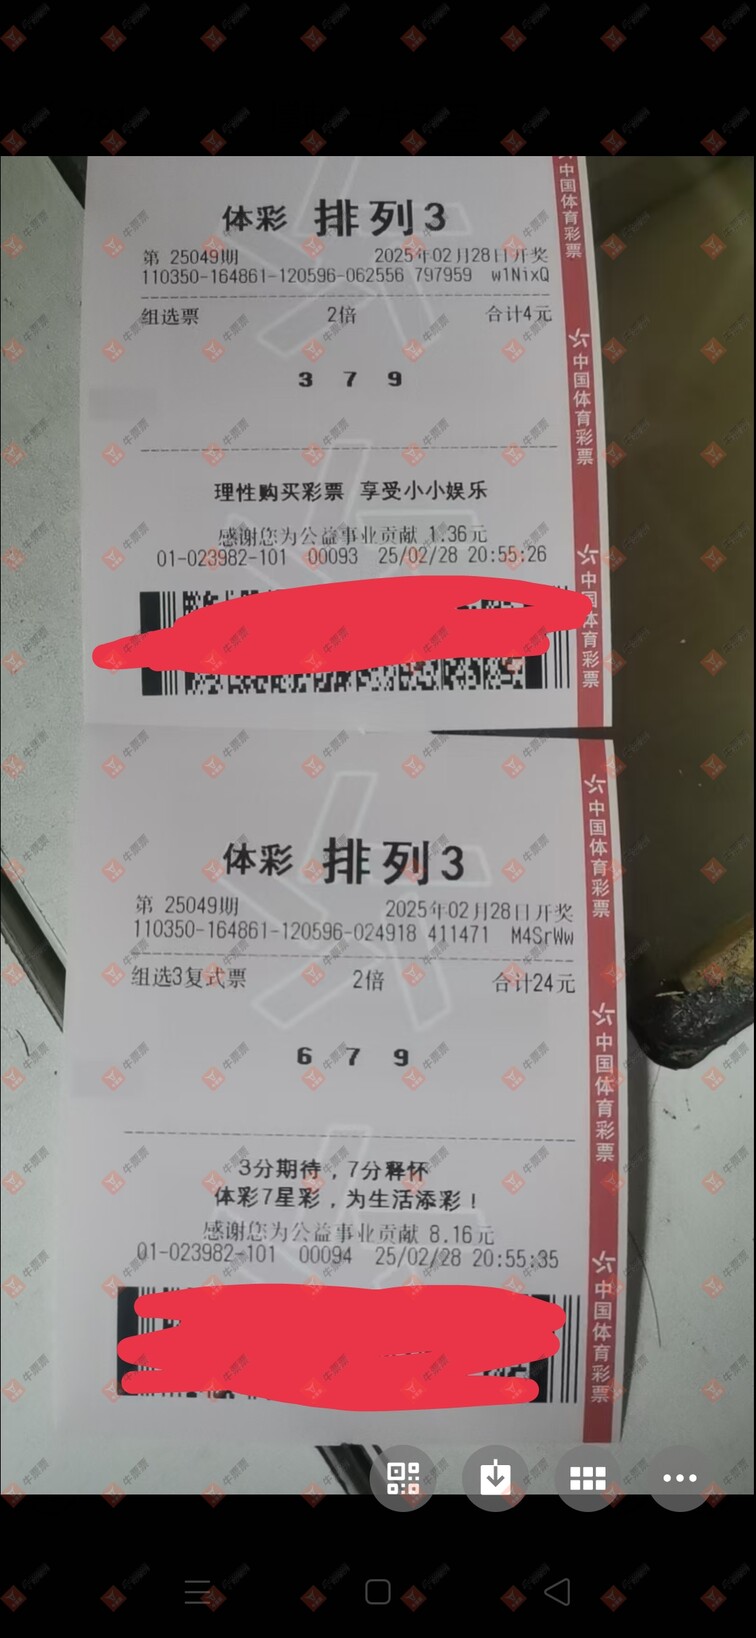 体彩 排列3
第 25049期 2025年02月28日开奖
110350-164861-120596-062556 797959 w1NixQ
组选票 2倍 合计4元
3 7 9
理性购买彩票 享受小小娱乐
感谢您为公益事业贡献 1.36元
01-023982-101 00093 25/02/28 20:55:26
中国体育彩票
中国体育彩票
中国体育彩票
体彩 排列3
第 25049期 2025年02月28日开奖
110350-164861-120596-024918 411471 M4SrWw
组选3复式票 2倍 合计24元
6 7 9
3分期待，7分释怀
体彩7星彩，为生活添彩！
感谢您为公益事业贡献 8.16元
01-023982-101 00094 25/02/28 20:55:35
中国体育彩票
中国体育彩票
中国体育彩票
牛票票